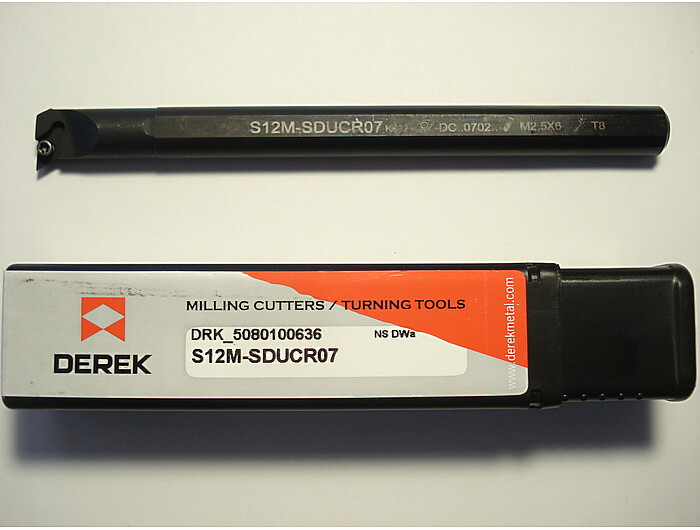 S12M-SDUCR07 DC..0702.. M2.5X6 T8
MILLING CUTTERS / TURNING TOOLS
DRK_5080100636 NS DWa
S12M-SDUCR07
DEREK
www.derekmetal.com